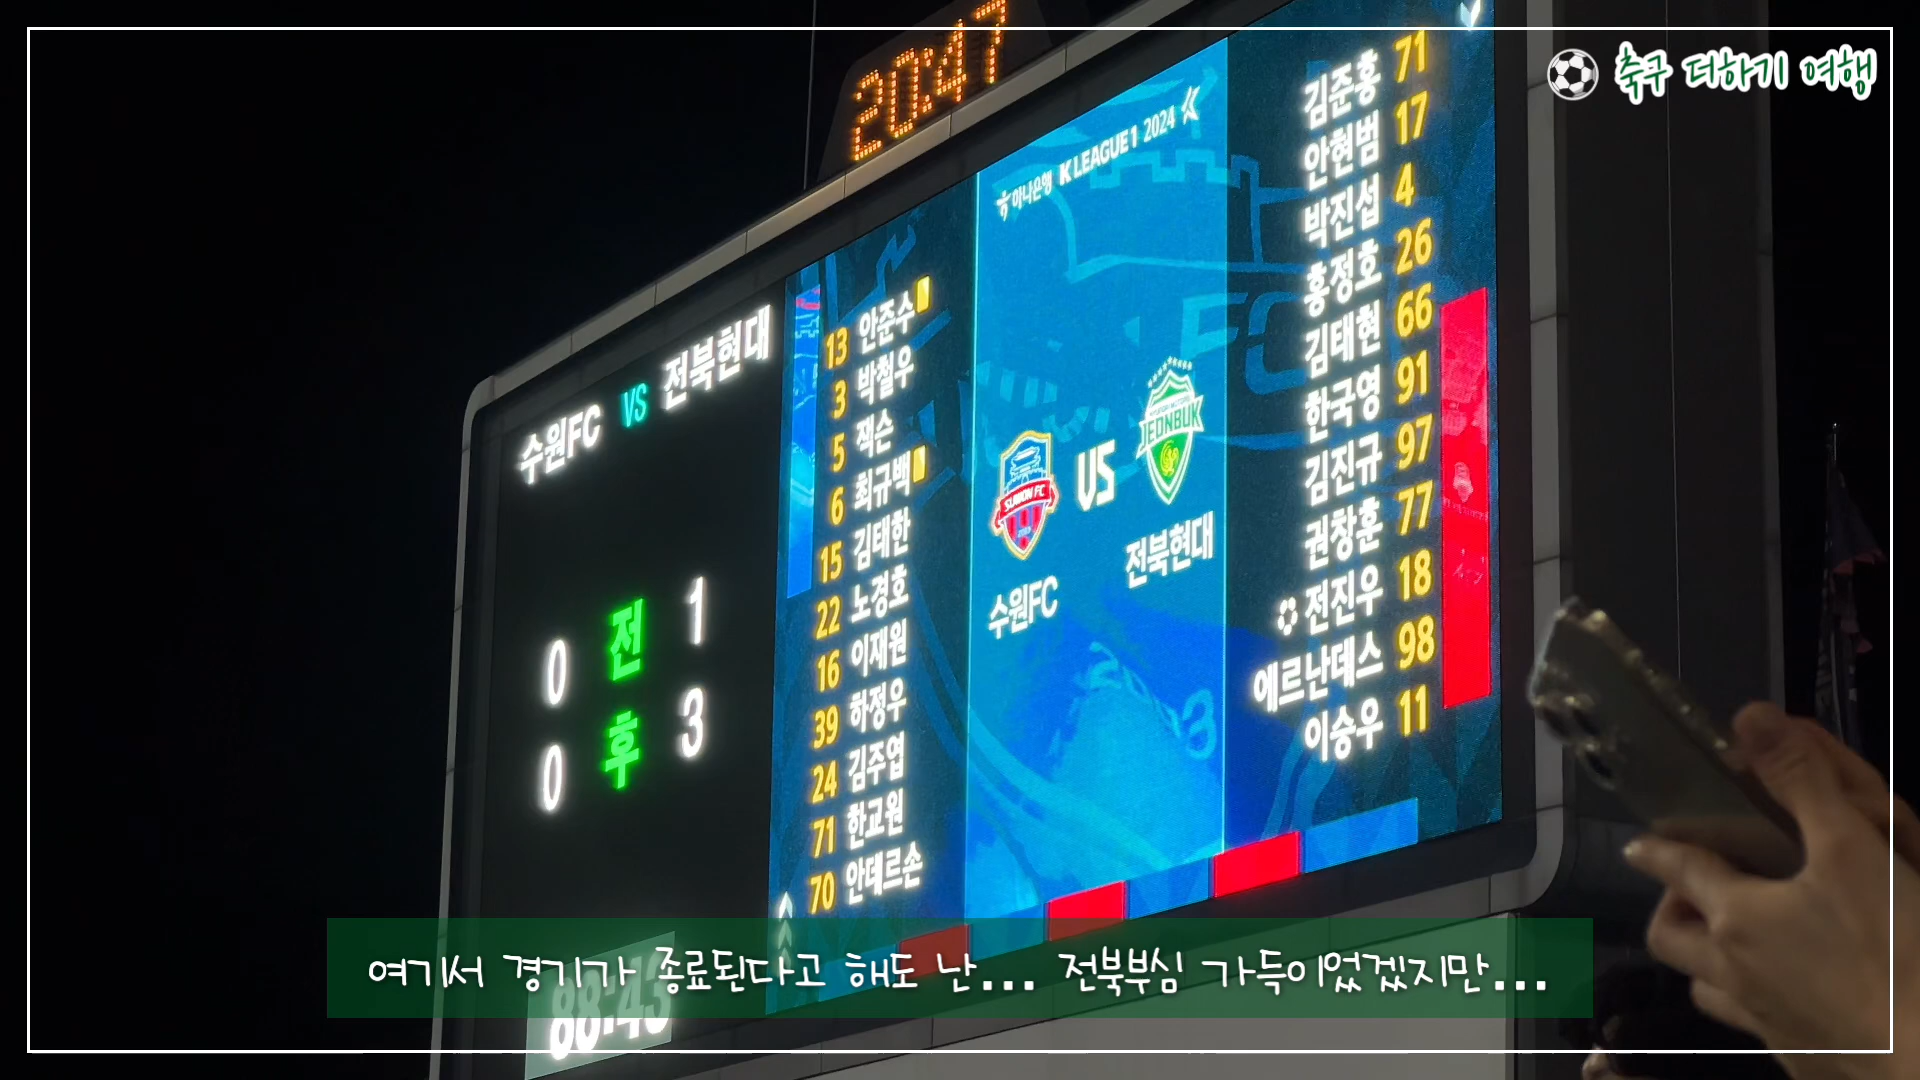 20:47
축구 더하기 여행
수원FC VS 전북현대
0 전 1
0 후 3
88:43
13 안준수
3 박철우
5 잭슨
6 최규백
15 김태한
22 노경호
16 이재원
39 하정우
24 김주엽
71 한교원
70 안데르손
하나은행 K LEAGUE 1 2024
SUWON FC
VS
JEONBUK
수원FC
전북현대
김준홍 71
안현범 17
박진섭 4
홍정호 26
김태현 66
한국영 91
김진규 97
권창훈 77
전진우 18
에르난데스 98
이승우 11
여기서 경기가 종료된다고 해도 난... 전북부심 가득이었겠지만...